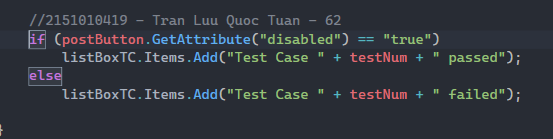 //2151010419 - Tran Luu Quoc Tuan - 62
if (postButton.GetAttribute("disabled") == "true")
listBoxTC.Items.Add("Test Case " + testNum + " passed");
else
listBoxTC.Items.Add("Test Case " + testNum + " failed");
}